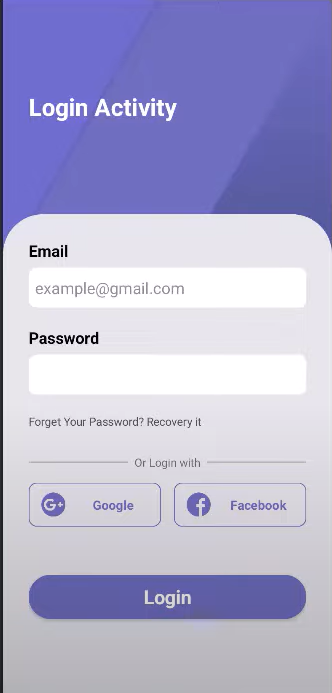 Login Activity
Email
example@gmail.com
Password
Forget Your Password? Recovery it
Or Login with
G+ Google
Facebook
Login